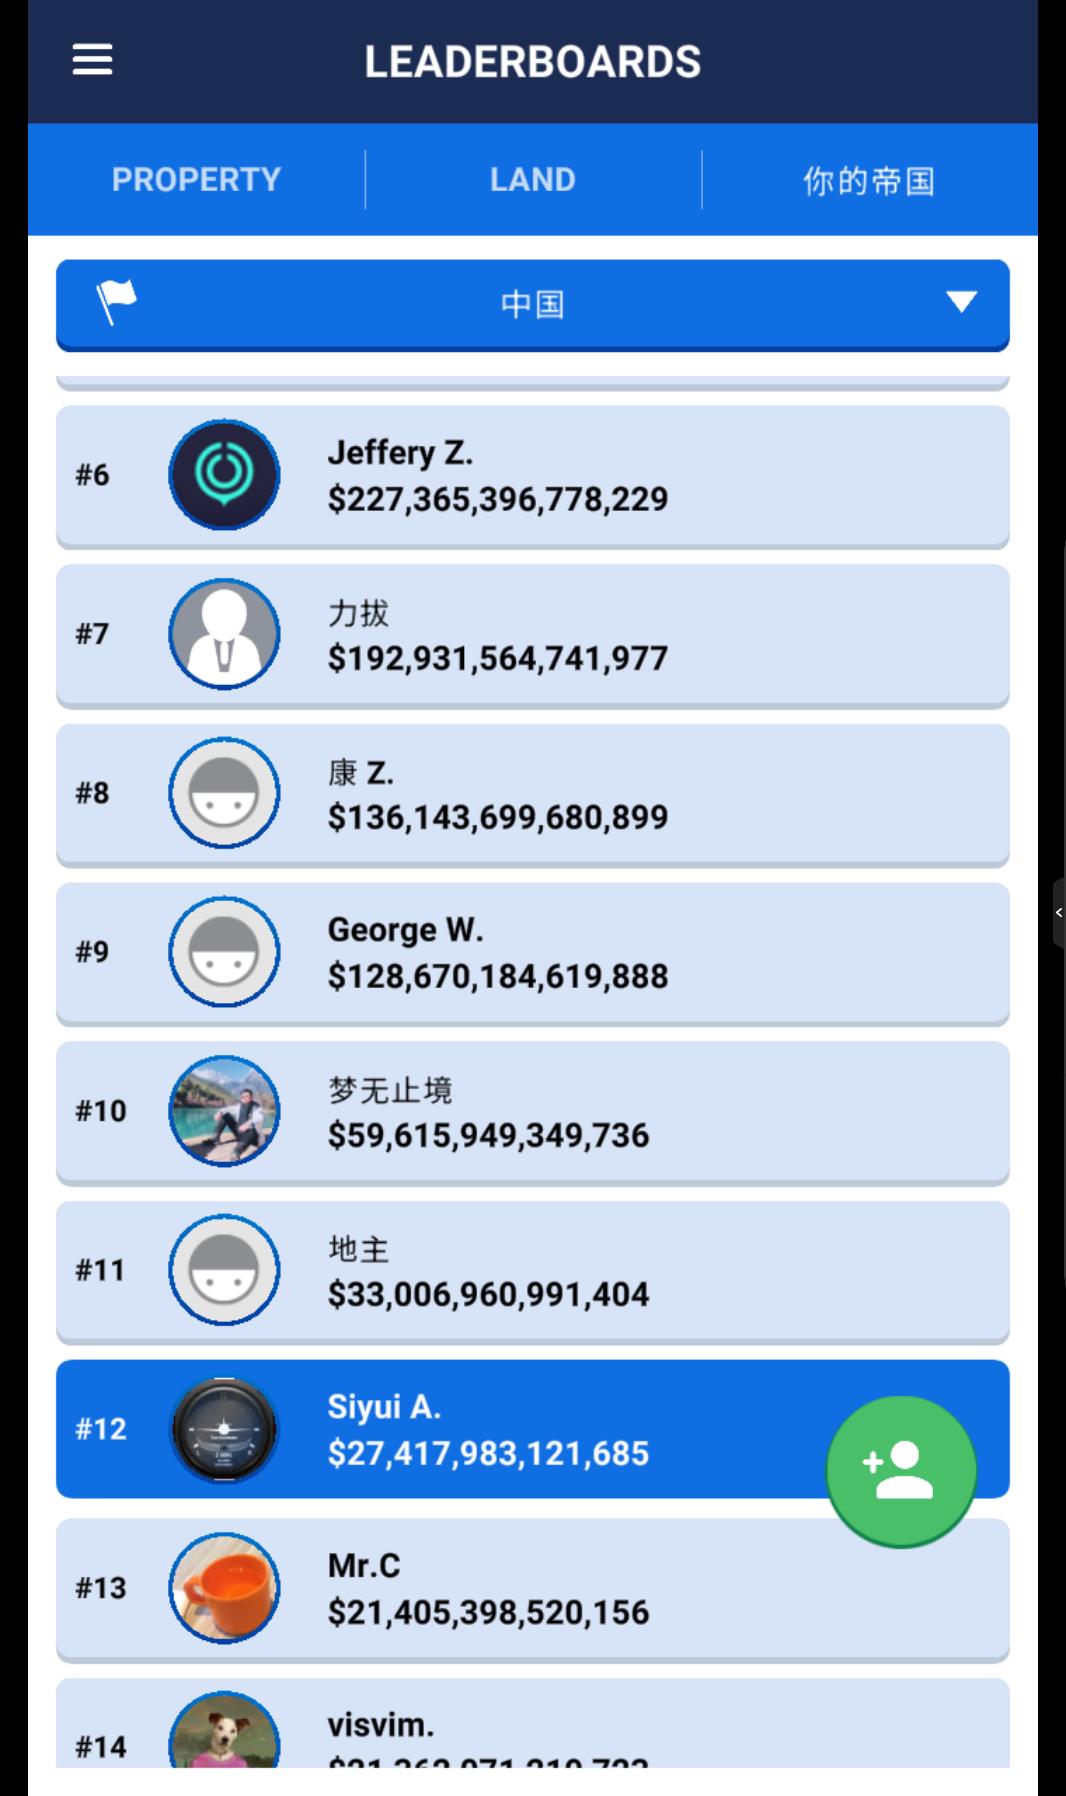 LEADERBOARDS
PROPERTY
LAND
你的帝国
中国
#6
Jeffery Z.
$227,365,396,778,229
#7
力拔
$192,931,564,741,977
#8
康 Z.
$136,143,699,680,899
#9
George W.
$128,670,184,619,888
#10
梦无止境
$59,615,949,349,736
#11
地主
$33,006,960,991,404
#12
Siyui A.
$27,417,983,121,685
#13
Mr.C
$21,405,398,520,156
#14
visvim.